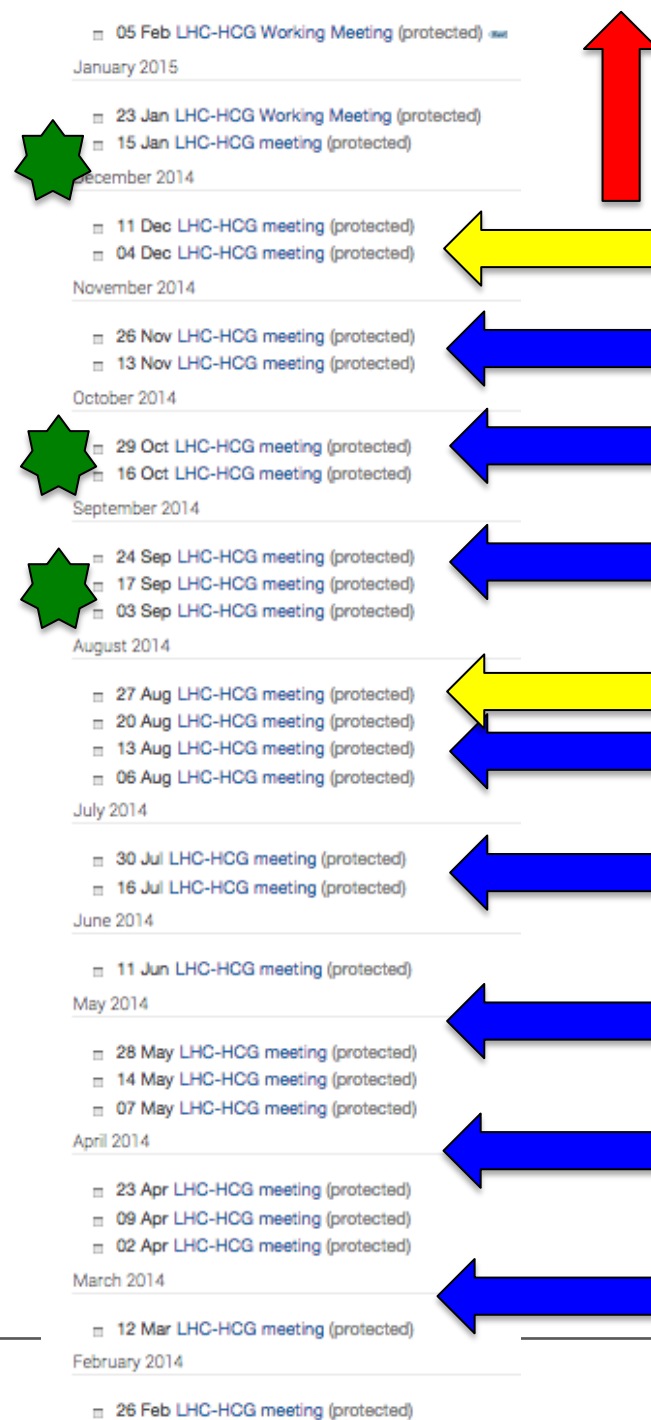 05 Feb LHC-HCG Working Meeting (protected)
January 2015
23 Jan LHC-HCG Working Meeting (protected)
15 Jan LHC-HCG meeting (protected)
ecember 2014
11 Dec LHC-HCG meeting (protected)
04 Dec LHC-HCG meeting (protected)
November 2014
26 Nov LHC-HCG meeting (protected)
13 Nov LHC-HCG meeting (protected)
October 2014
29 Oct LHC-HCG meeting (protected)
16 Oct LHC-HCG meeting (protected)
September 2014
24 Sep LHC-HCG meeting (protected)
17 Sep LHC-HCG meeting (protected)
03 Sep LHC-HCG meeting (protected)
August 2014
27 Aug LHC-HCG meeting (protected)
20 Aug LHC-HCG meeting (protected)
13 Aug LHC-HCG meeting (protected)
06 Aug LHC-HCG meeting (protected)
July 2014
30 Jul LHC-HCG meeting (protected)
16 Jul LHC-HCG meeting (protected)
June 2014
11 Jun LHC-HCG meeting (protected)
May 2014
28 May LHC-HCG meeting (protected)
14 May LHC-HCG meeting (protected)
07 May LHC-HCG meeting (protected)
April 2014
23 Apr LHC-HCG meeting (protected)
09 Apr LHC-HCG meeting (protected)
02 Apr LHC-HCG meeting (protected)
March 2014
12 Mar LHC-HCG meeting (protected)
February 2014
26 Feb LHC-HCG meeting (protected)